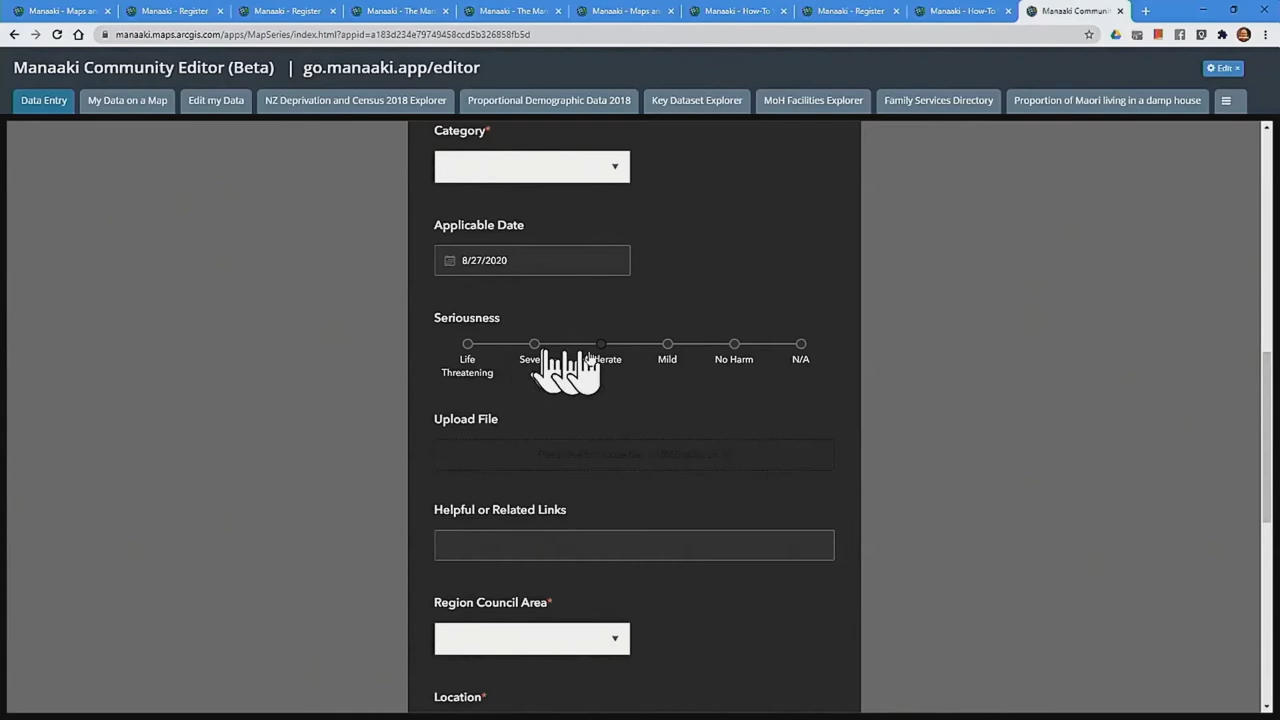 Manaaki - Maps an
Manaaki - Register
Manaaki - Register
Manaaki - The Man
Manaaki - The Man
Manaaki - Maps an
Manaaki - How-To
Manaaki - Register
Manaaki - How-To
Manaaki Communi
manaaki.maps.arcgis.com/apps/MapSeries/index.html?appid=a183d234e79747999ccd5b326858fb5d
Manaaki Community Editor (Beta) | go.manaaki.app/editor
Edit
Data Entry
My Data on a Map
Edit my Data
NZ Deprivation and Census 2018 Explorer
Proportional Demographic Data 2018
Key Dataset Explorer
MoH Facilities Explorer
Family Services Directory
Proportion of Maori living in a damp house
Category*
Applicable Date
8/27/2020
Seriousness
Life Threatening
Mild
No Harm
N/A
Upload File
Helpful or Related Links
Region Council Area*
Location*